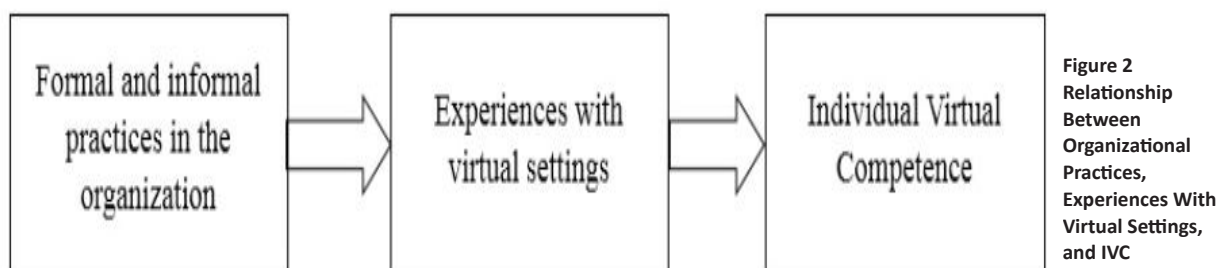 Formal and informal
practices in the
organization
Experiences with
virtual settings
Individual Virtual
Competence
Figure 2
Relationship
Between
Organizational
Practices,
Experiences With
Virtual Settings,
and IVC